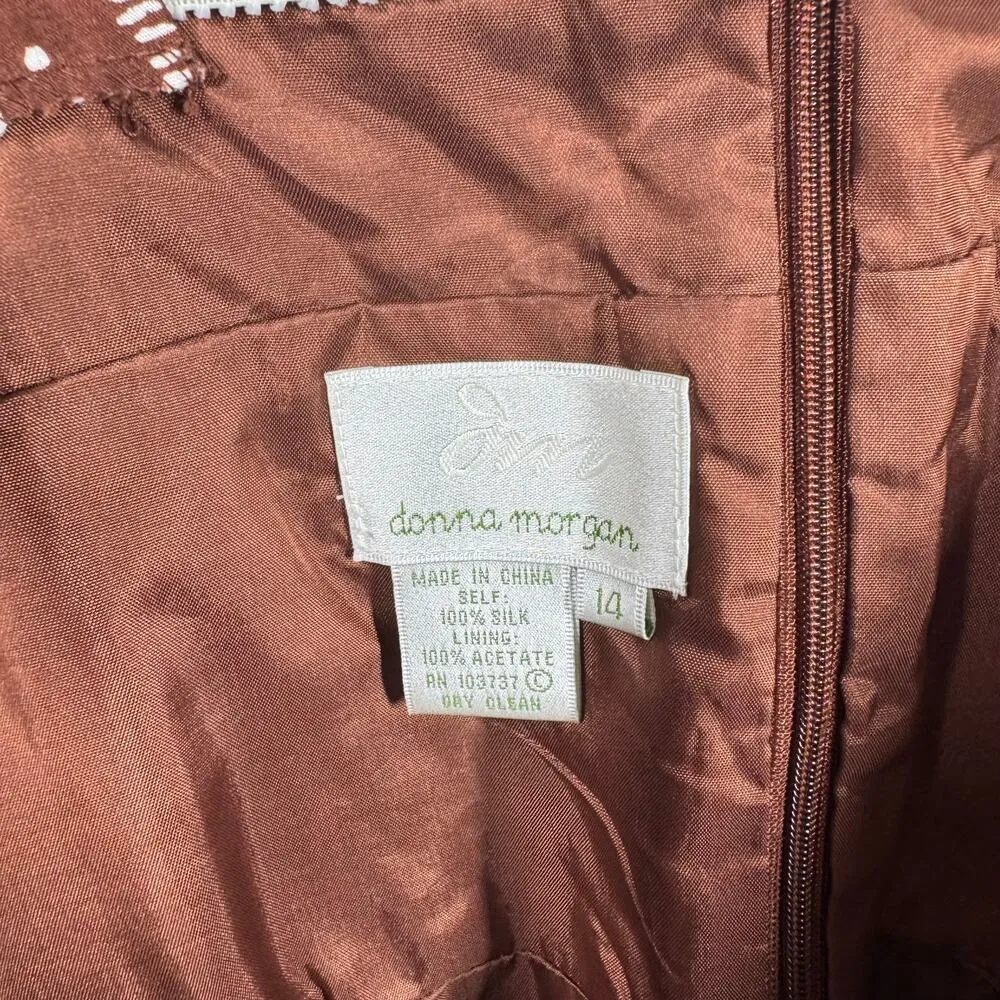 dm
donna morgan
MADE IN CHINA
SELF:
100% SILK
LINING:
100% ACETATE
RN 103737 ©
DRY CLEAN
14